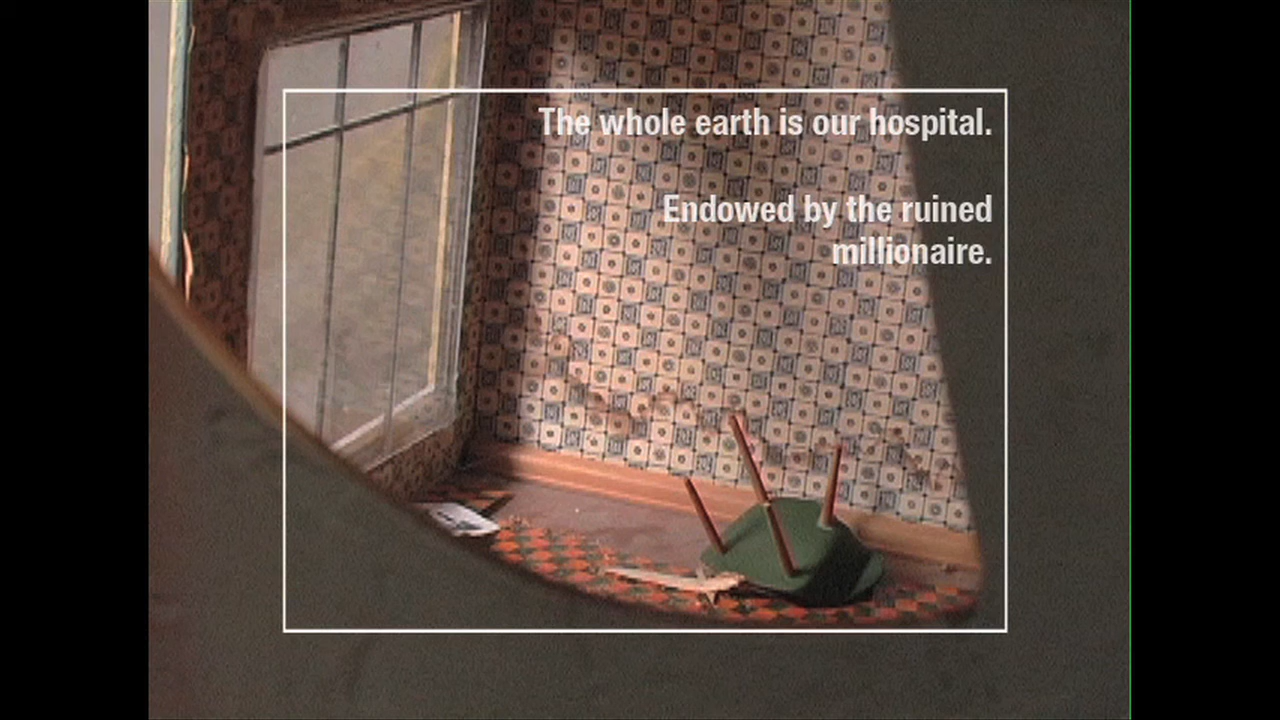 The whole earth is our hospital.
Endowed by the ruined
millionaire.